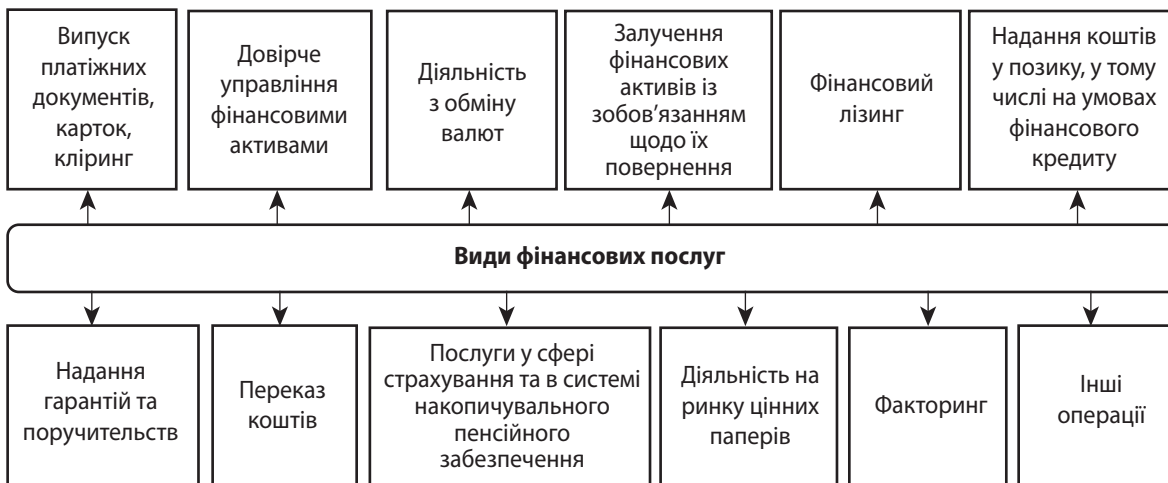 Випуск
платіжних
документів,
карток,
кліринг
Довірче
управління
фінансовими
активами
Діяльність
з обміну
валют
Залучення
фінансових
активів із
зобов’язанням
щодо їх
повернення
Фінансовий
лізинг
Надання коштів
у позику, у тому
числі на умовах
фінансового
кредиту
Види фінансових послуг
Надання
гарантій та
поручительств
Переказ
коштів
Послуги у сфері
страхування та в системі
накопичувального
пенсійного
забезпечення
Діяльність на
ринку цінних
паперів
Факторинг
Інші
операції